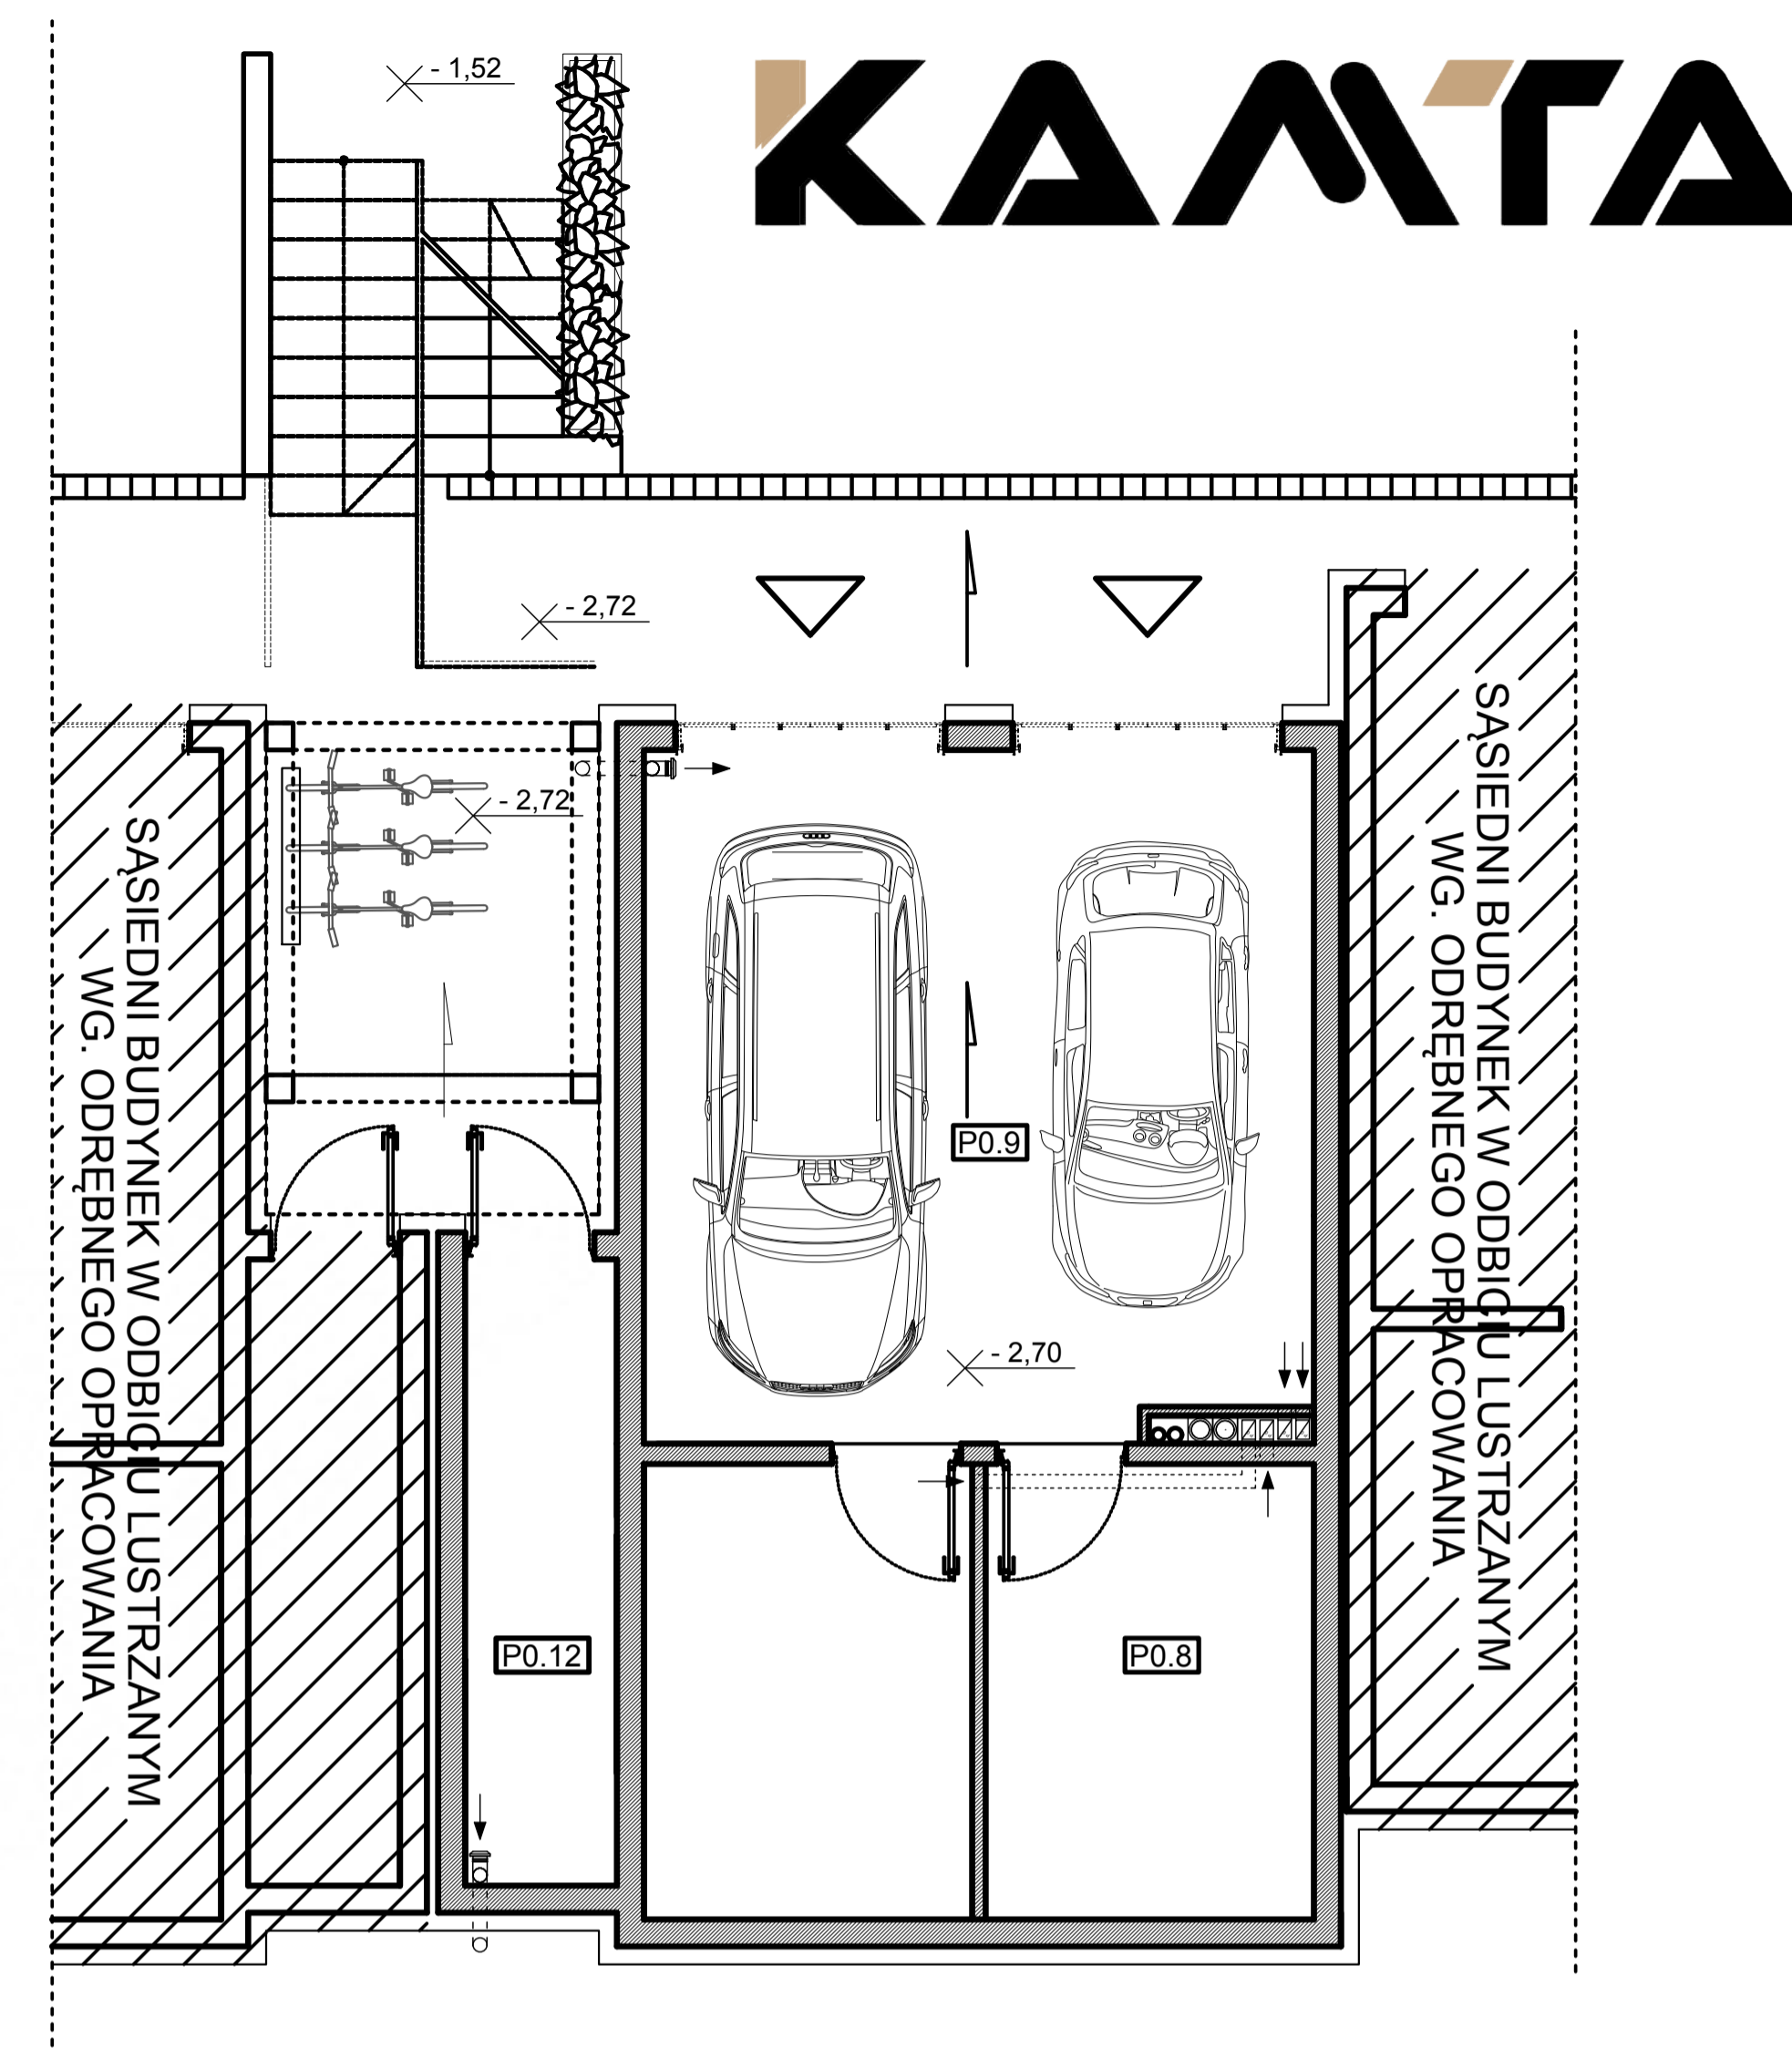 KAMTA
- 1,52
- 2,72
- 2,72
SĄSIEDNI BUDYNEK W ODBICIU LUSTRZANYM
WG. ODRĘBNEGO OPRACOWANIA
SĄSIEDNI BUDYNEK W ODBICIU LUSTRZANYM
WG. ODRĘBNEGO OPRACOWANIA
P0.9
- 2,70
P0.12
P0.8